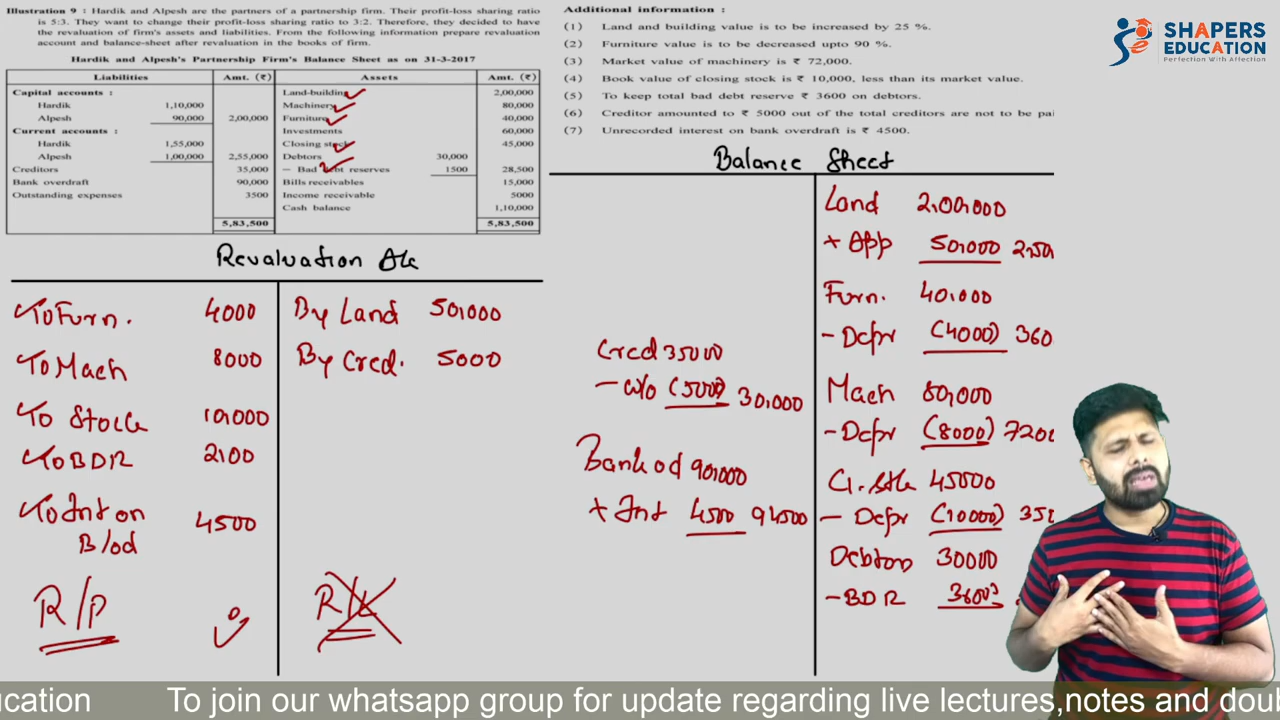 Illustration 9 : Hardik and Alpesh are the partners of a partnership firm. Their profit-loss sharing ratio
is 5:3. They want to change their profit-loss sharing ratio to 3:2. Therefore, they decided to have
the revaluation of firm's assets and liabilities. From the following information prepare revaluation
account and balance-sheet after revaluation in the books of firm.
Hardik and Alpesh's Partnership Firm's Balance Sheet as on 31-3-2017
Liabilities Amt. (₹) Assets Amt. (₹)
Capital accounts : Land-building 2,00,000
Hardik 1,10,000 Machinery 80,000
Alpesh 90,000 2,00,000 Furniture 40,000
Current accounts : Investments 60,000
Hardik 1,55,000 Closing stock 45,000
Alpesh 1,00,000 2,55,000 Debtors 30,000
Creditors 35,000 – Bad debt reserves 1500 28,500
Bank overdraft 90,000 Bills receivables 15,000
Outstanding expenses 3500 Income receivable 5000
Cash balance 1,10,000
5,83,500 5,83,500
Additional information :
(1) Land and building value is to be increased by 25 %.
(2) Furniture value is to be decreased upto 90 %.
(3) Market value of machinery is ₹ 72,000.
(4) Book value of closing stock is ₹ 10,000, less than its market value.
(5) To keep total bad debt reserve ₹ 3600 on debtors.
(6) Creditor amounted to ₹ 5000 out of the total creditors are not to be pai
(7) Unrecorded interest on bank overdraft is ₹ 4500.
SHAPERS
EDUCATION
Perfection With Affection
Revaluation A/c
To Furn. 4000 By Land 50,000
To Mach 8000 By Cred. 5000
To Stock 10,000
To BDR 2100
To Int on 4500
B/od
R/P
Balance Sheet
Land 2,00,000
+ App 50,000 2,50
Furn. 40,000
- Depr (4000) 360
Cred 35000
- w/o (5000) 30,000
Mach 80,000
- Depr (8000) 7200
Bank od 90,000
+ Int 4500 94500
Cl. Stk 45000
- Depr (10000) 350
Debtors 30000
- BDR 3600
ucation To join our whatsapp group for update regarding live lectures,notes and doub